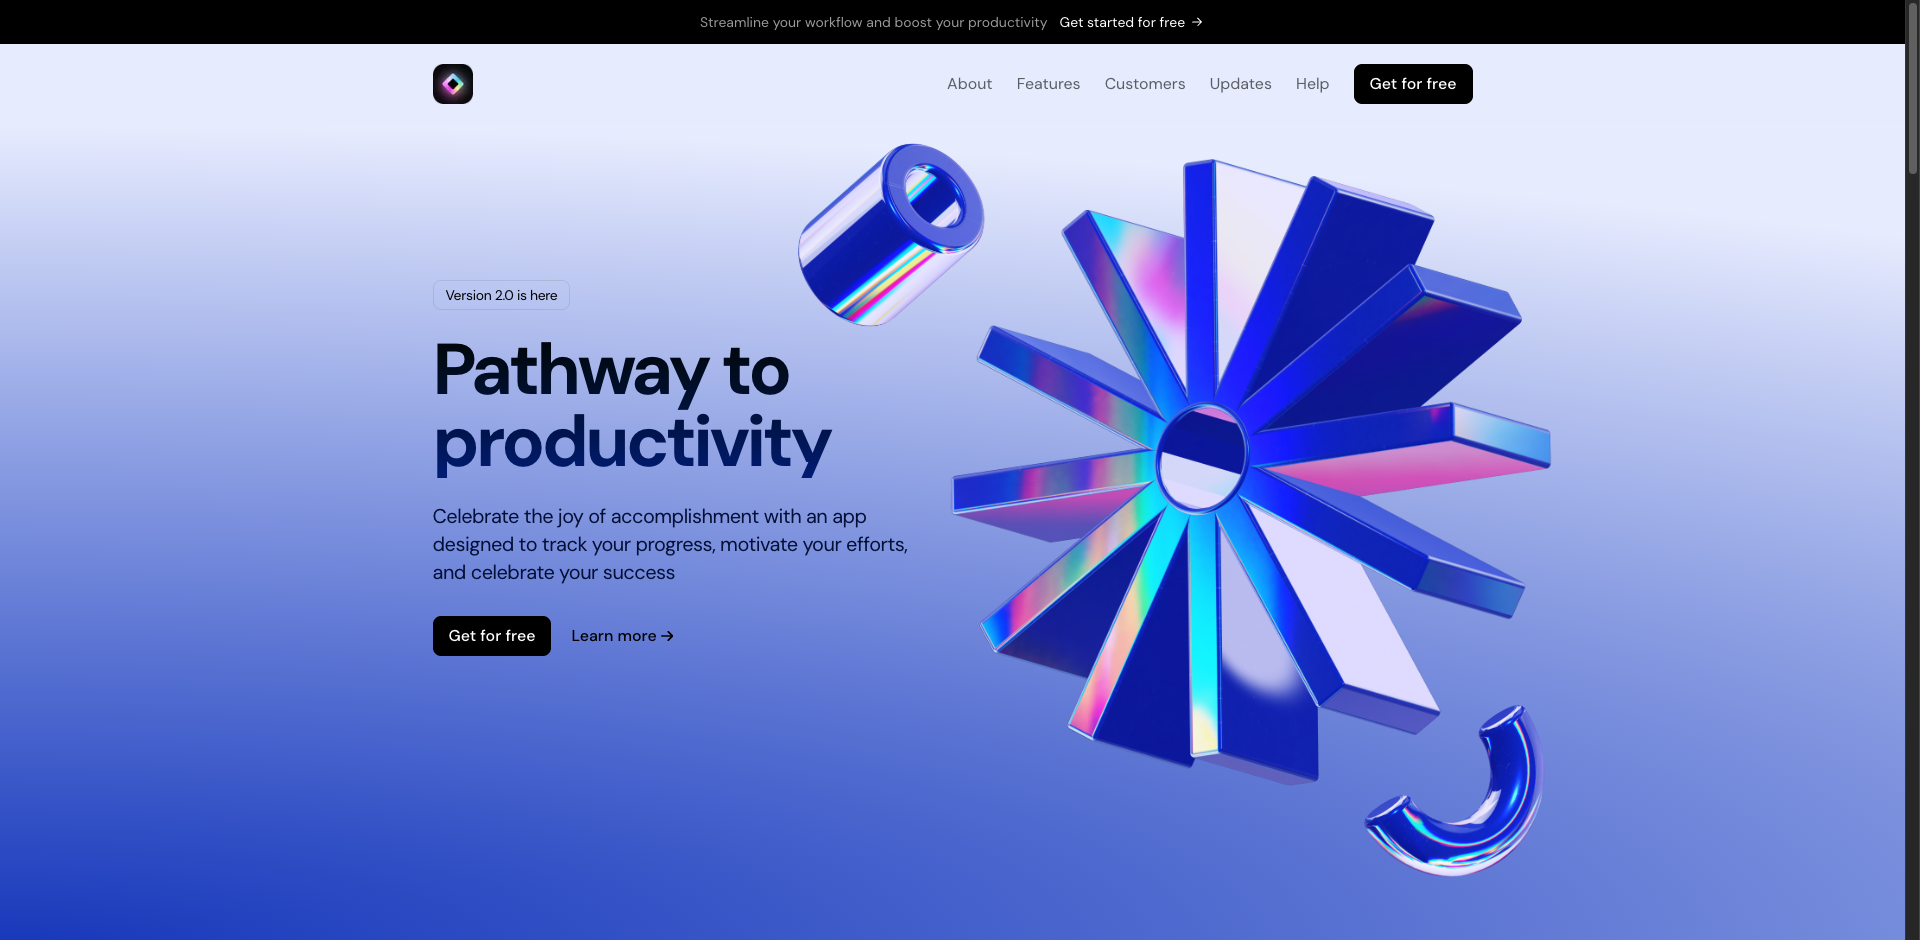 Streamline your workflow and boost your productivity Get started for free →
About Features Customers Updates Help Get for free
Version 2.0 is here
Pathway to
productivity
Celebrate the joy of accomplishment with an app
designed to track your progress, motivate your efforts,
and celebrate your success
Get for free Learn more →